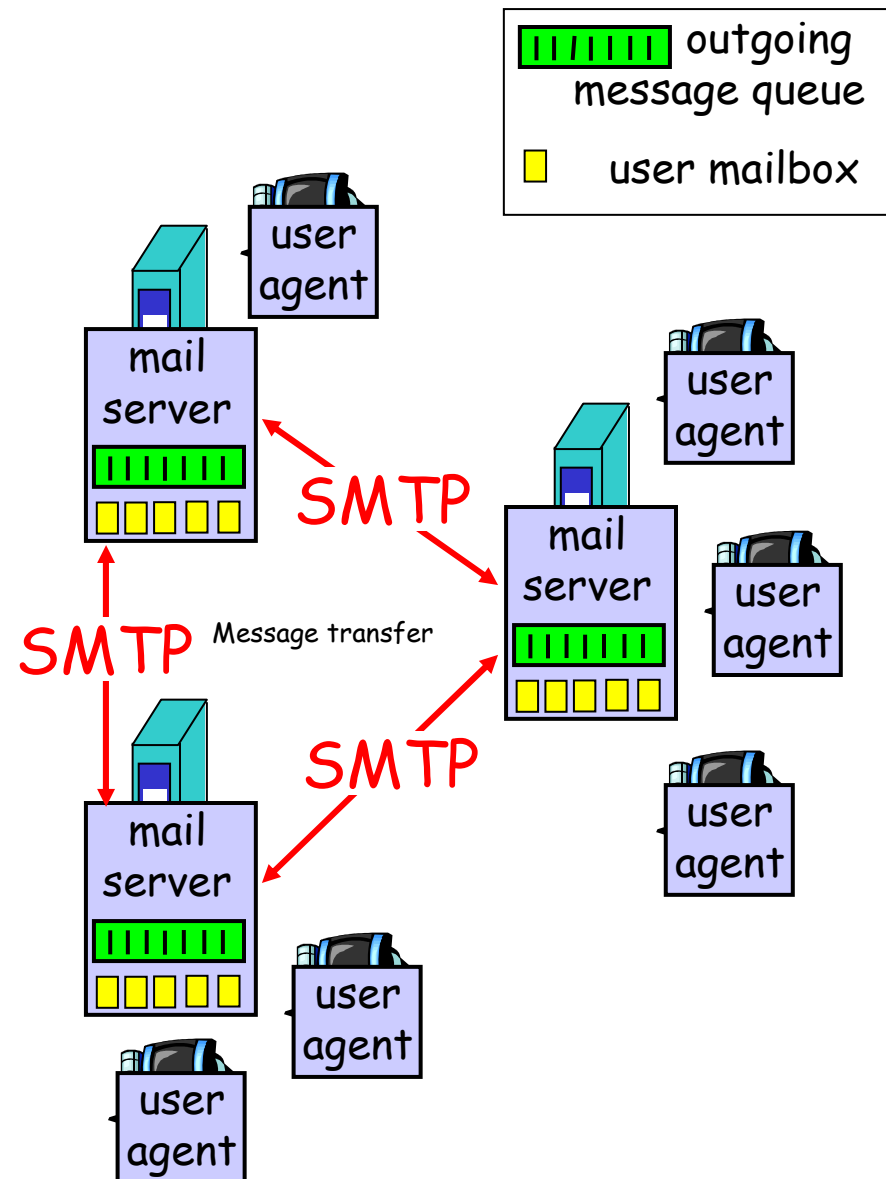 outgoing
message queue
user mailbox
user
agent
mail
server
user
agent
SMTP
mail
server
user
agent
SMTP
Message transfer
SMTP
user
agent
mail
server
user
agent
user
agent